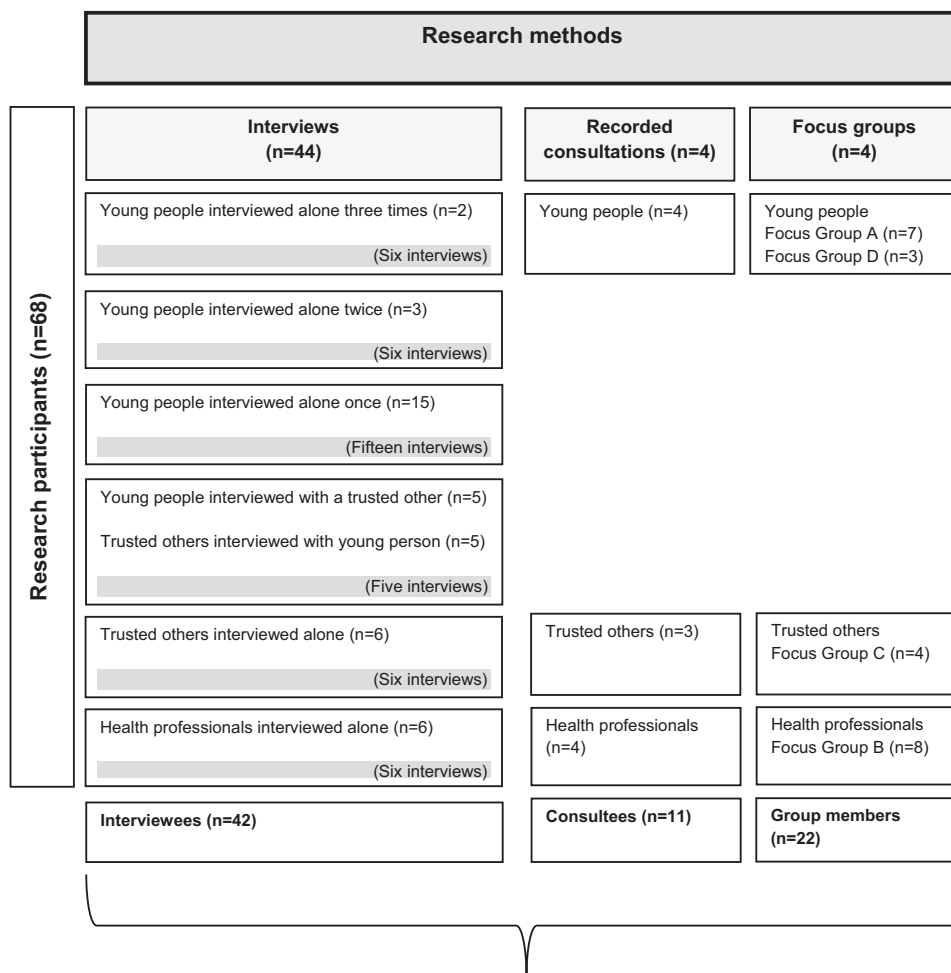 Research methods
Research participants (n=68)
Interviews
(n=44)
Recorded
consultations (n=4)
Focus groups
(n=4)
Young people interviewed alone three times (n=2)
(Six interviews)
Young people (n=4)
Young people
Focus Group A (n=7)
Focus Group D (n=3)
Young people interviewed alone twice (n=3)
(Six interviews)
Young people interviewed alone once (n=15)
(Fifteen interviews)
Young people interviewed with a trusted other (n=5)
Trusted others interviewed with young person (n=5)
(Five interviews)
Trusted others interviewed alone (n=6)
(Six interviews)
Trusted others (n=3)
Trusted others
Focus Group C (n=4)
Health professionals interviewed alone (n=6)
(Six interviews)
Health professionals
(n=4)
Health professionals
Focus Group B (n=8)
Interviewees (n=42)
Consultees (n=11)
Group members
(n=22)